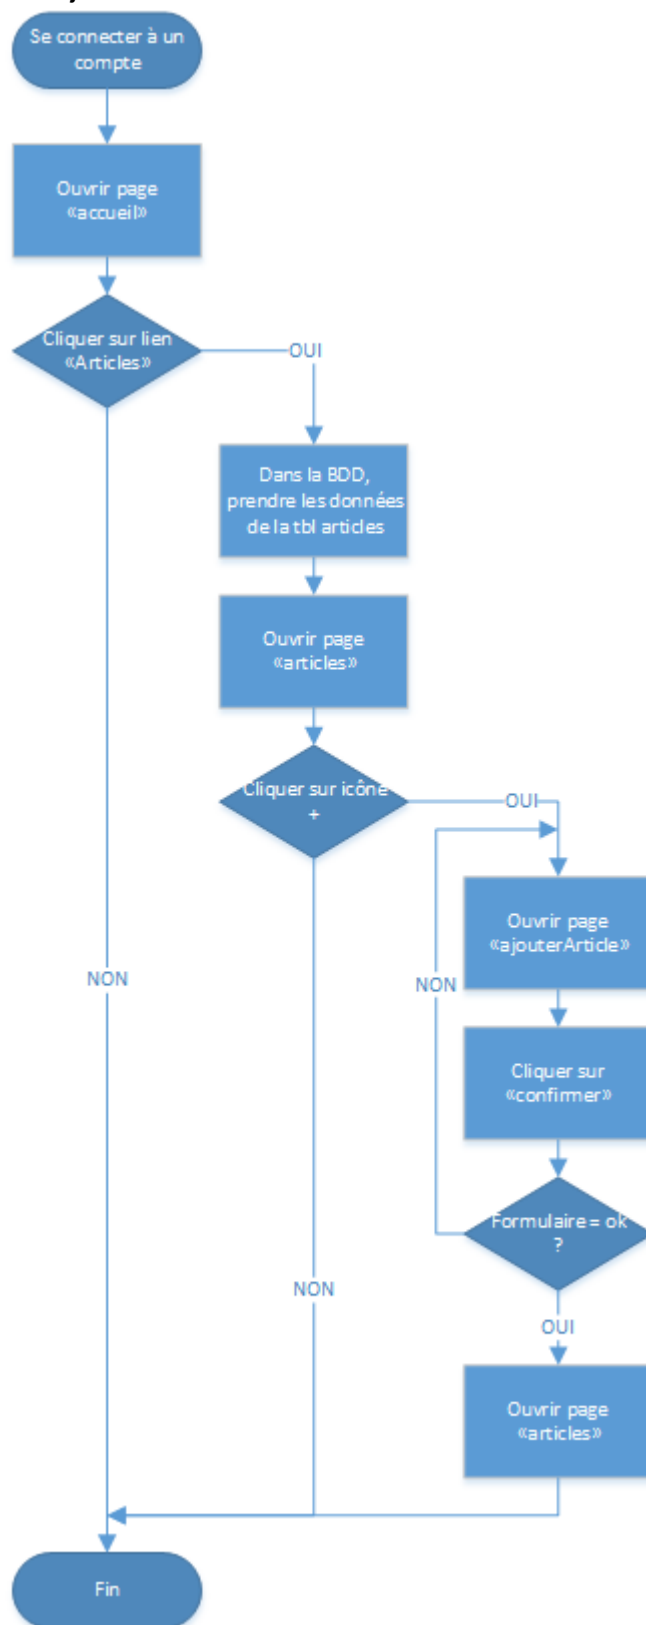 Se connecter à un
compte
Ouvrir page
«accueil»
Cliquer sur lien
«Articles»
OUI
Dans la BDD,
prendre les données
de la tbl articles
Ouvrir page
«articles»
Cliquer sur icône
+
OUI
Ouvrir page
«ajouterArticle»
NON
NON
Cliquer sur
«confirmer»
Formulaire = ok
?
NON
OUI
Ouvrir page
«articles»
Fin